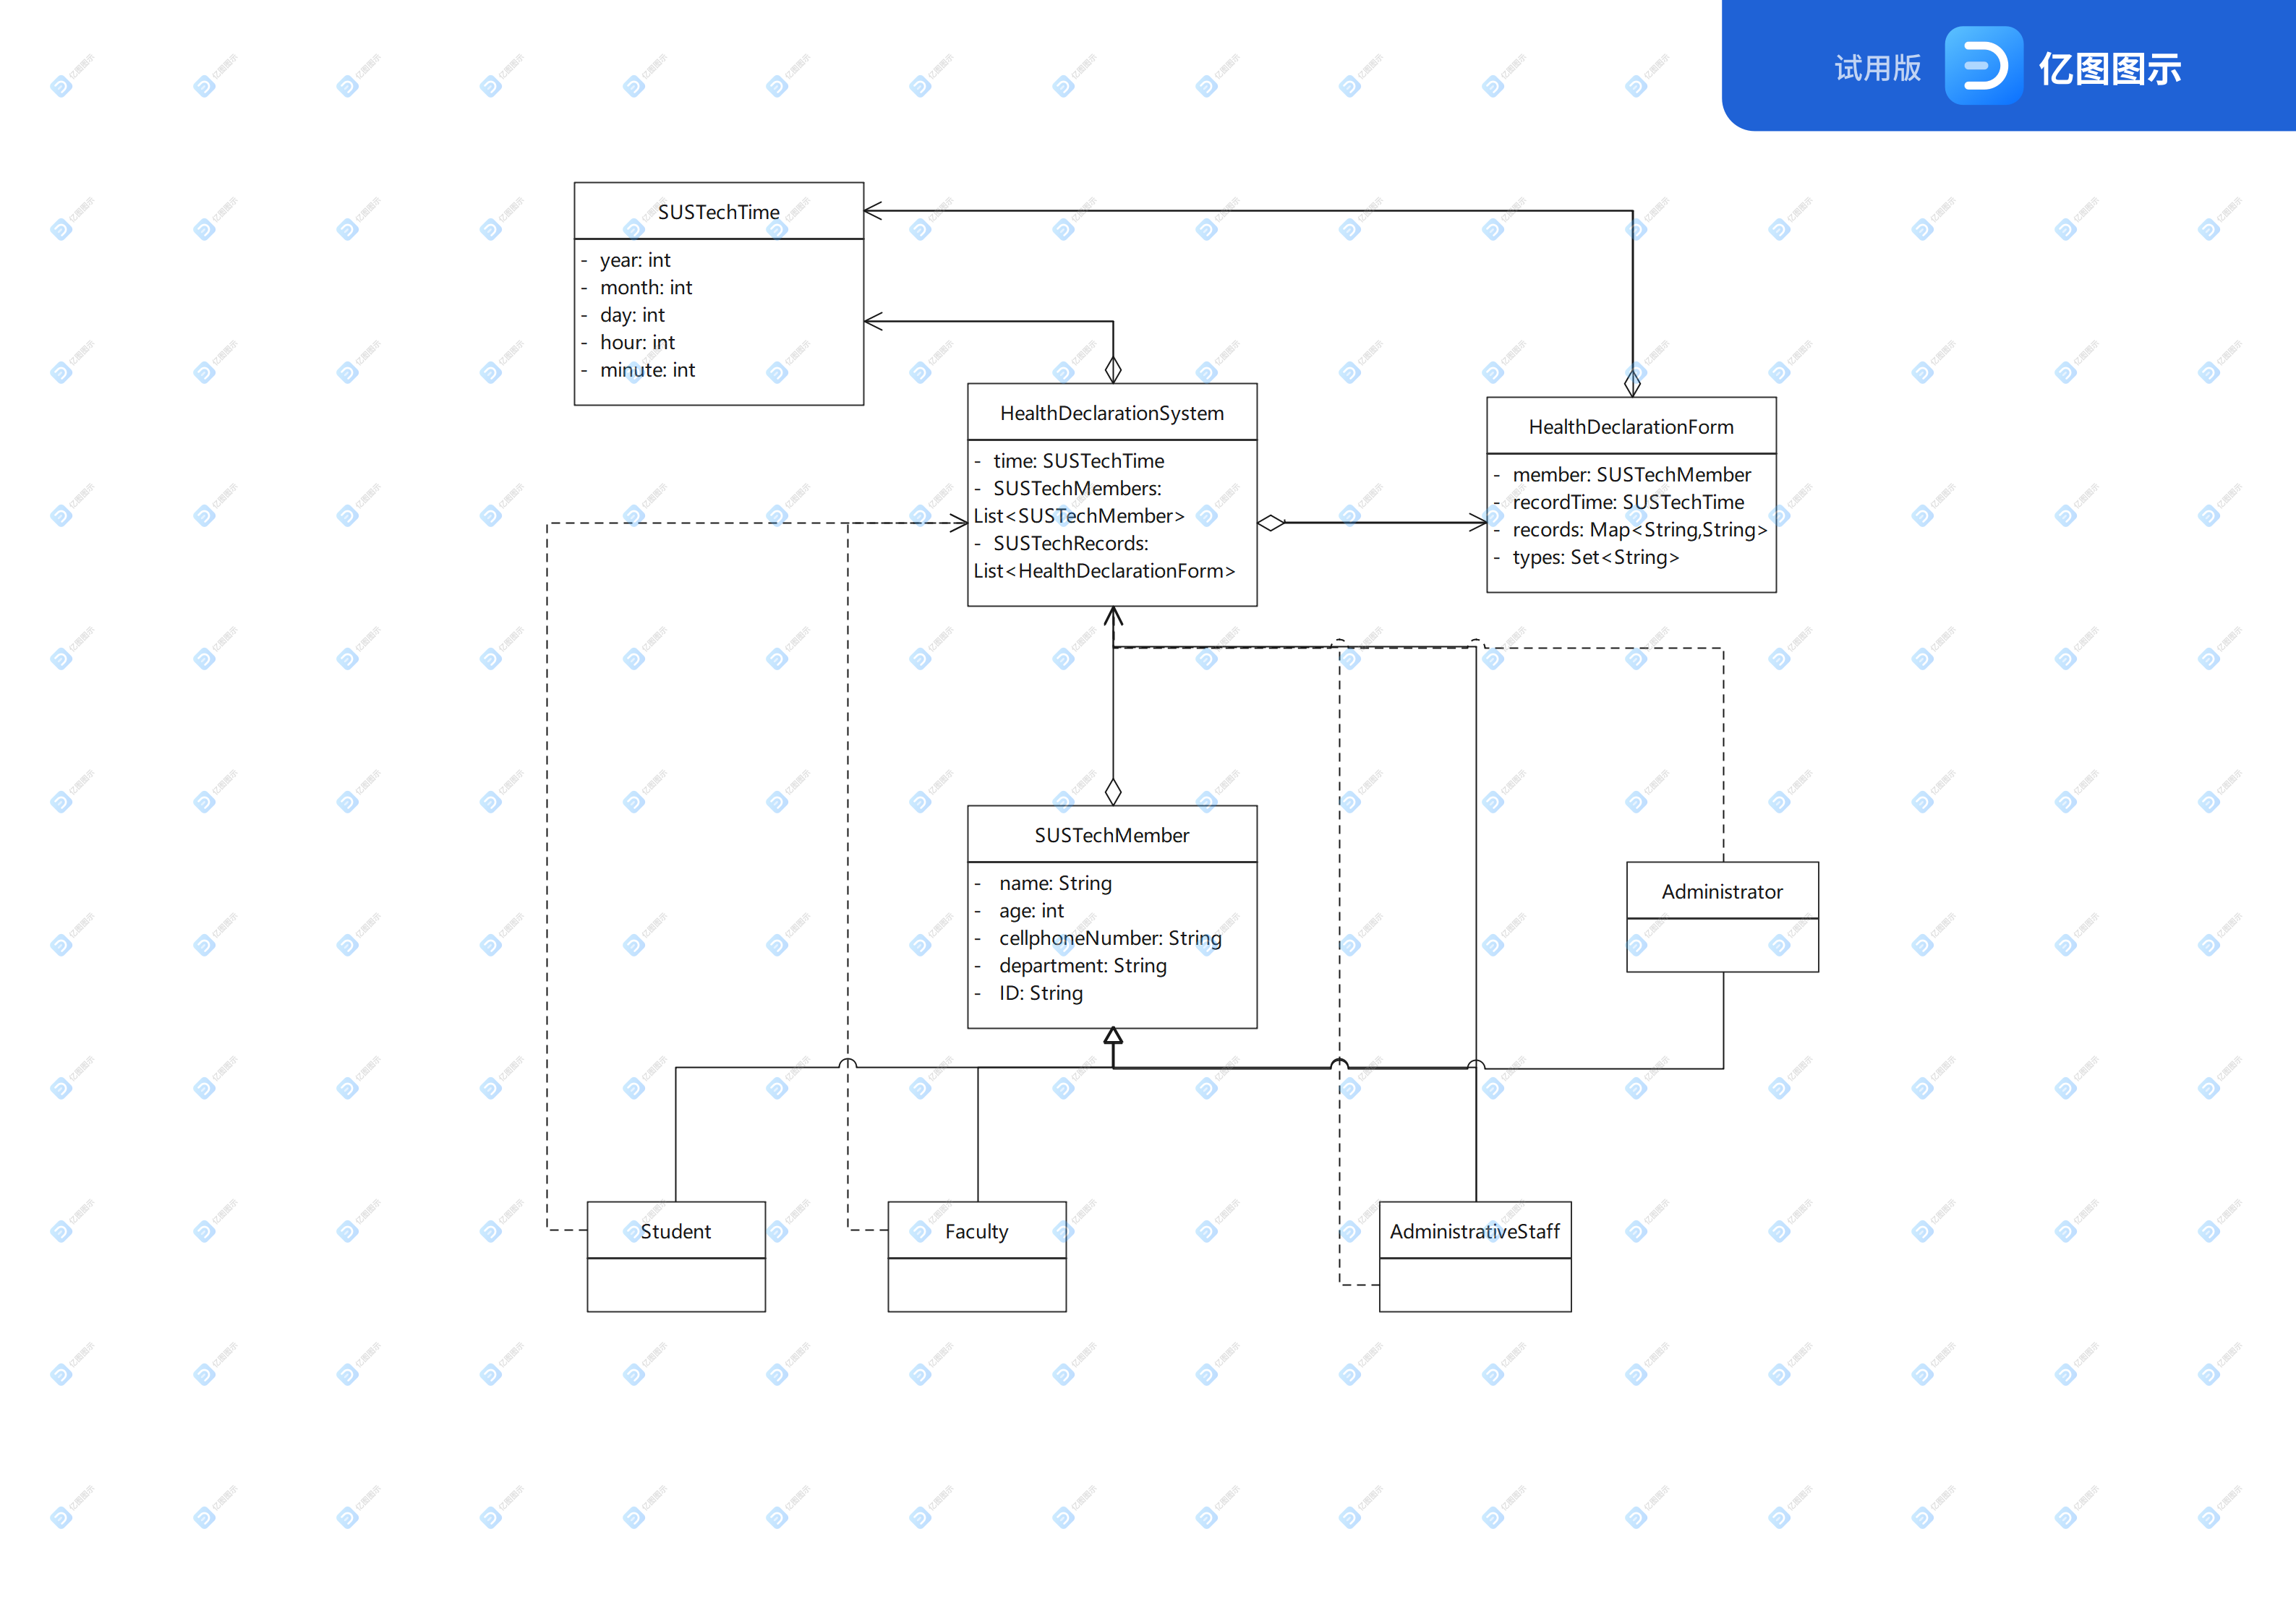 试用版 亿图图示
SUSTechTime
- year: int
- month: int
- day: int
- hour: int
- minute: int
HealthDeclarationSystem
- time: SUSTechTime
- SUSTechMembers:
List<SUSTechMember>
- SUSTechRecords:
List<HealthDeclarationForm>
HealthDeclarationForm
- member: SUSTechMember
- recordTime: SUSTechTime
- records: Map<String,String>
- types: Set<String>
SUSTechMember
- name: String
- age: int
- cellphoneNumber: String
- department: String
- ID: String
Administrator
Student
Faculty
AdministrativeStaff